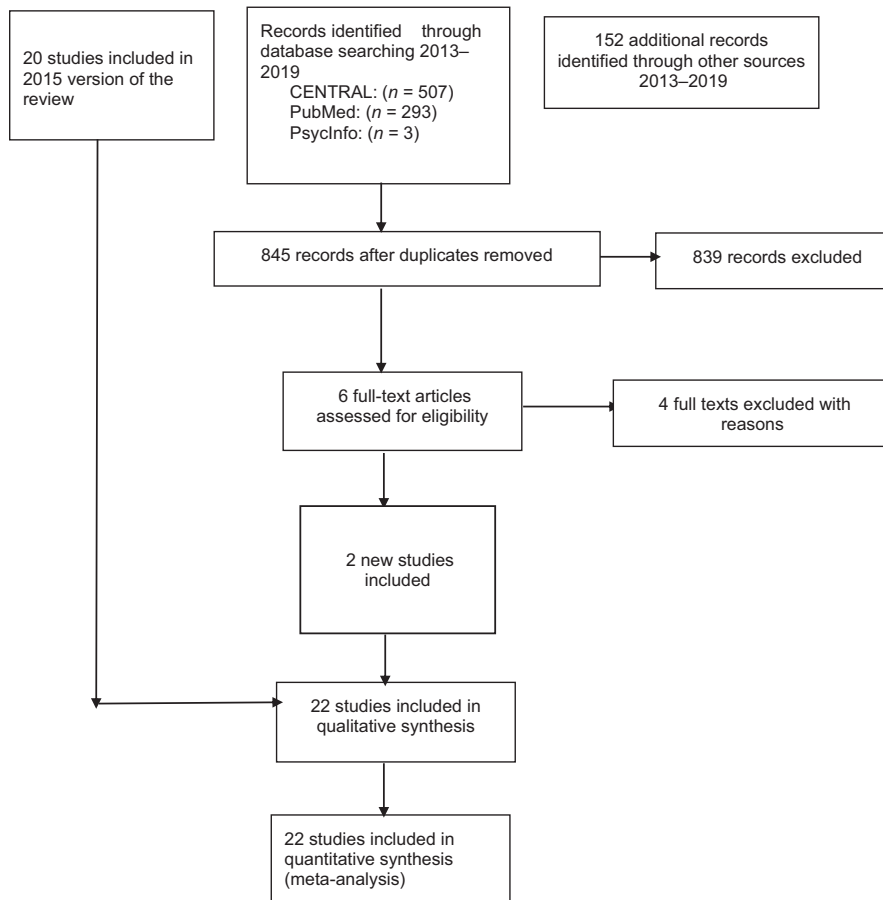 20 studies included in
2015 version of the
review
Records identified through
database searching 2013–
2019
CENTRAL: (n = 507)
PubMed: (n = 293)
PsycInfo: (n = 3)
152 additional records
identified through other sources
2013–2019
845 records after duplicates removed
839 records excluded
6 full-text articles
assessed for eligibility
4 full texts excluded with
reasons
2 new studies
included
22 studies included in
qualitative synthesis
22 studies included in
quantitative synthesis
(meta-analysis)